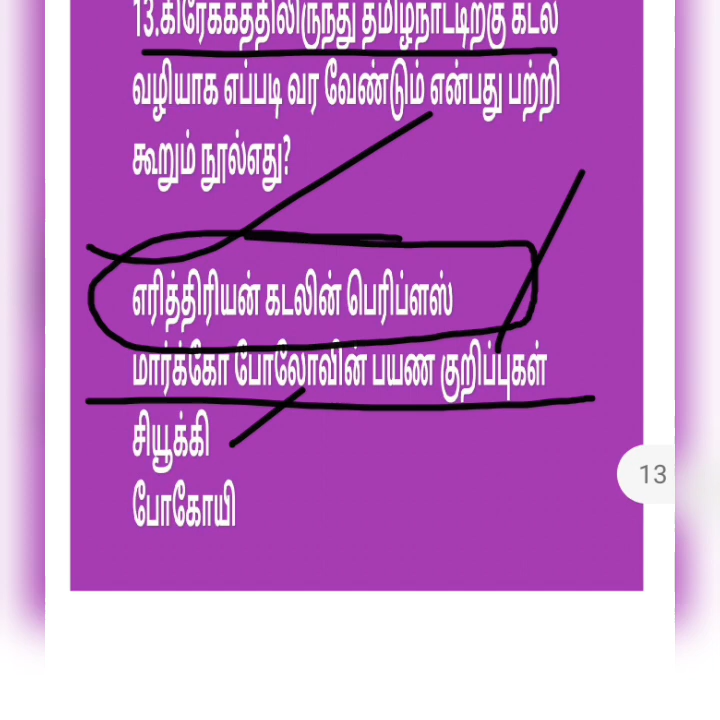 13.கிரேக்கத்திலிருந்து தமிழ்நாட்டிற்கு கடல்
வழியாக எப்படி வர வேண்டும் என்பது பற்றி
கூறும் நூல்எது?
எரித்திரியன் கடலின் பெரிப்ளஸ்
மார்க்கோ போலோவின் பயண குறிப்புகள்
சியூக்கி
போகோயி
13